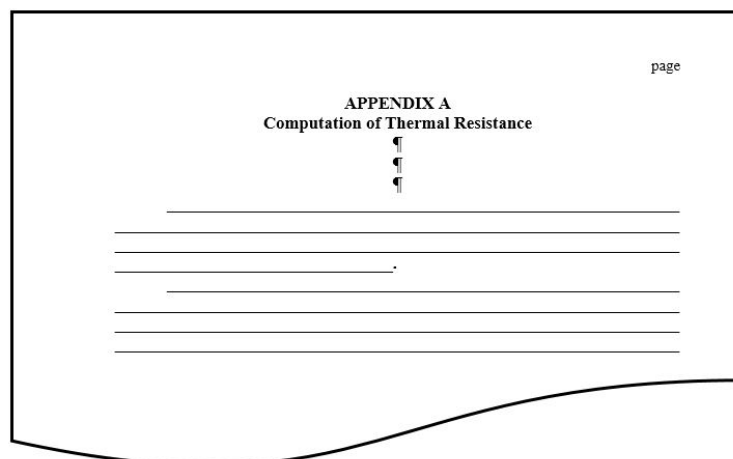 page
APPENDIX A
Computation of Thermal Resistance
¶
¶
¶
.